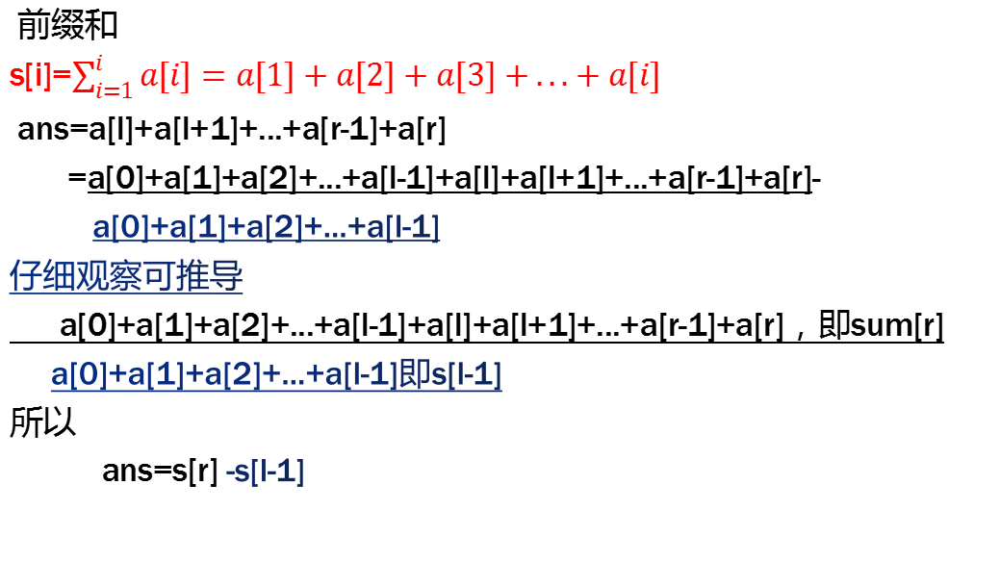 前缀和
s[i]=∑_{i=1}^{i} a[i] = a[1] + a[2] + a[3] + ... + a[i]
ans=a[l]+a[l+1]+...+a[r-1]+a[r]
=a[0]+a[1]+a[2]+...+a[l-1]+a[l]+a[l+1]+...+a[r-1]+a[r]-
a[0]+a[1]+a[2]+...+a[l-1]
仔细观察可推导
a[0]+a[1]+a[2]+...+a[l-1]+a[l]+a[l+1]+...+a[r-1]+a[r]，即sum[r]
a[0]+a[1]+a[2]+...+a[l-1]即s[l-1]
所以
ans=s[r] -s[l-1]